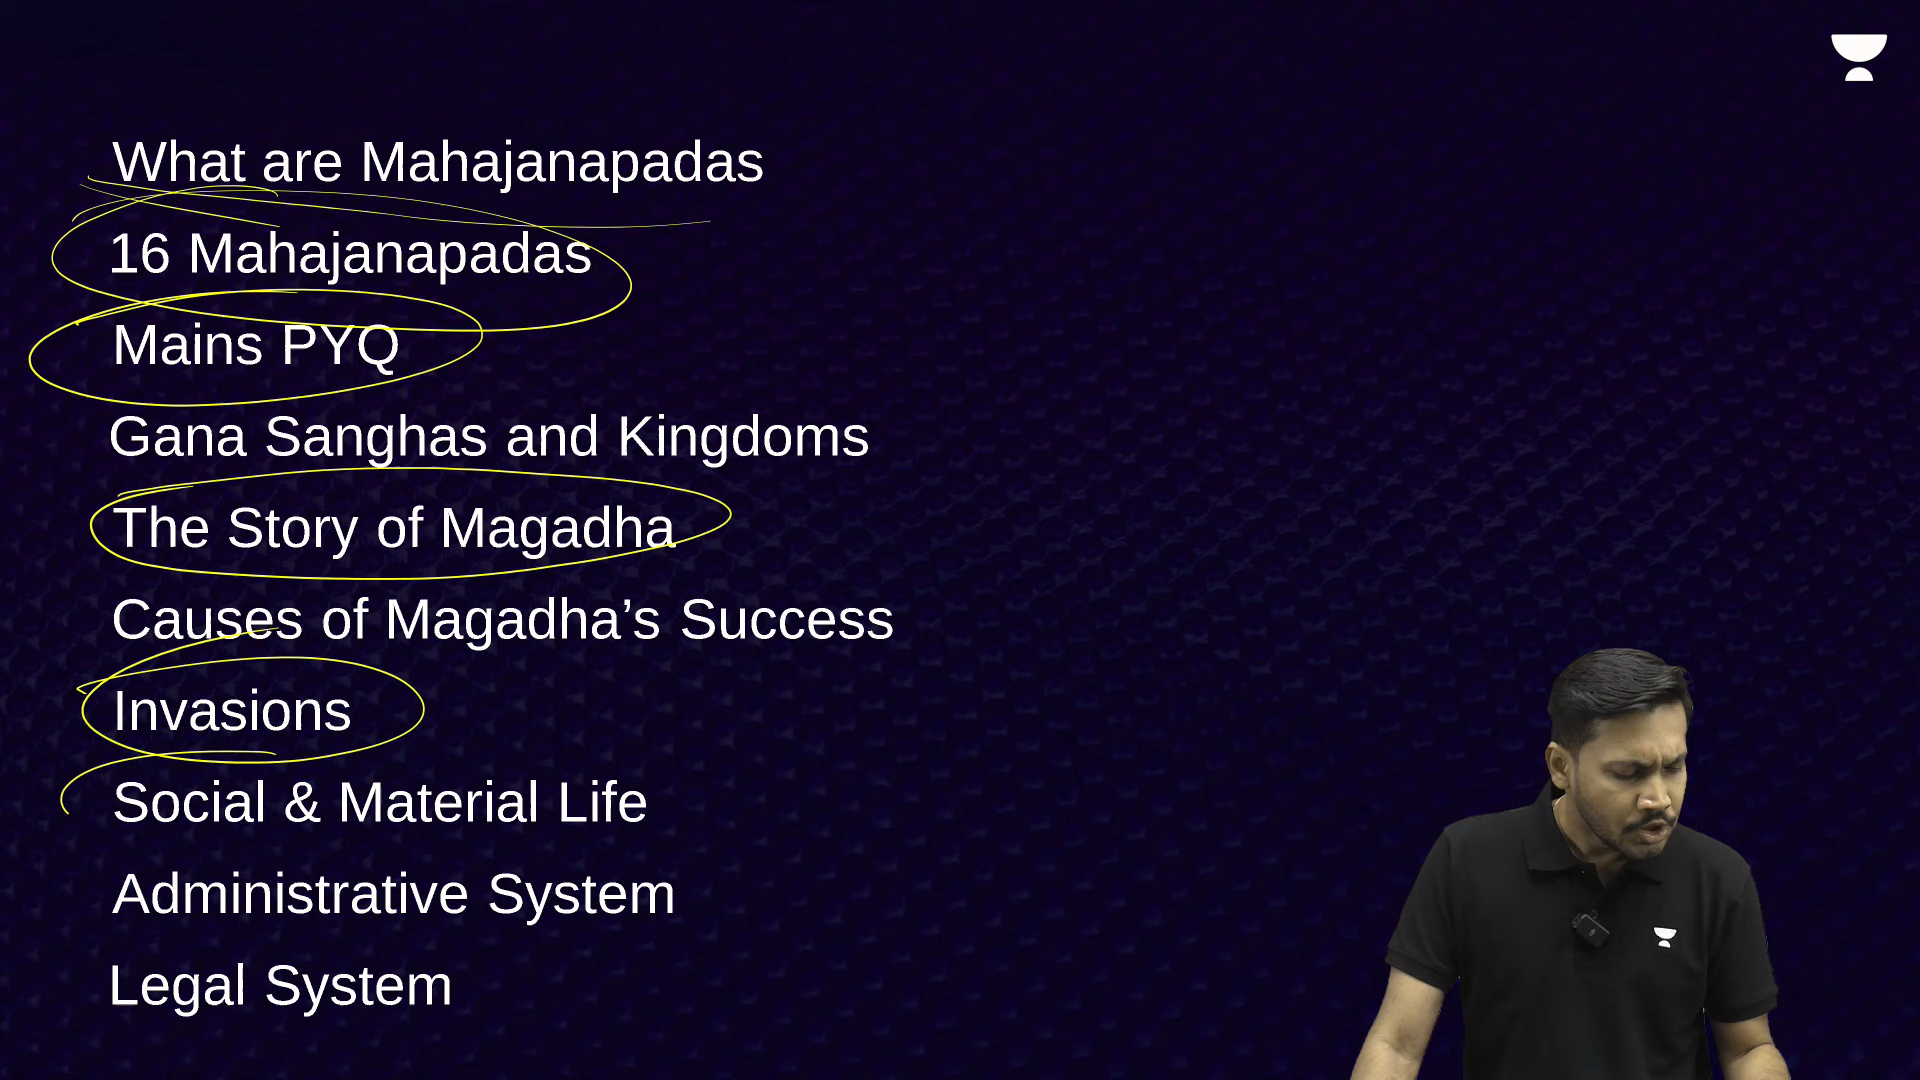 What are Mahajanapadas
16 Mahajanapadas
Mains PYQ
Gana Sanghas and Kingdoms
The Story of Magadha
Causes of Magadha’s Success
Invasions
Social & Material Life
Administrative System
Legal System